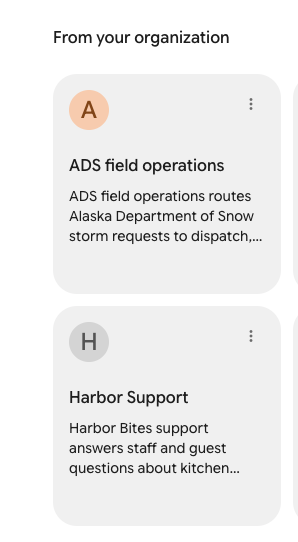 From your organization
A
ADS field operations
ADS field operations routes
Alaska Department of Snow
storm requests to dispatch,...
H
Harbor Support
Harbor Bites support
answers staff and guest
questions about kitchen...